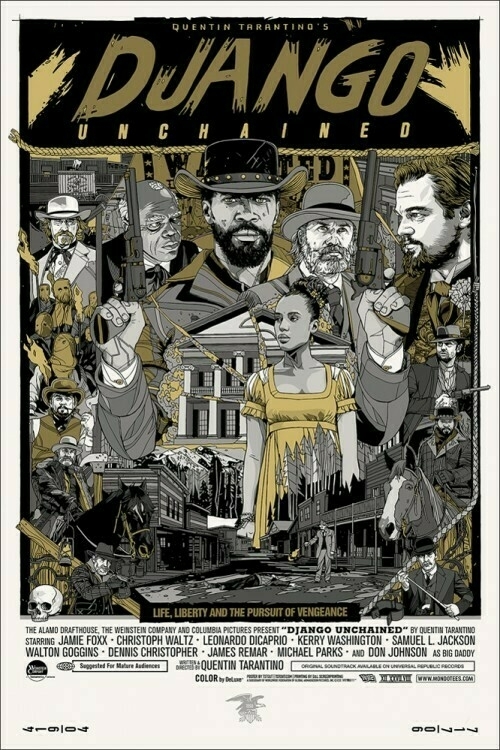 QUENTIN TARANTINO'S
DJANGO
UNCHAINED
WANTED
LIFE, LIBERTY AND THE PURSUIT OF VENGEANCE
THE ALAMO DRAFTHOUSE, THE WEINSTEIN COMPANY AND COLUMBIA PICTURES PRESENT "DJANGO UNCHAINED" BY QUENTIN TARANTINO
STARRING JAMIE FOXX · CHRISTOPH WALTZ · LEONARDO DICAPRIO · KERRY WASHINGTON · SAMUEL L. JACKSON
WALTON GOGGINS · DENNIS CHRISTOPHER · JAMES REMAR · MICHAEL PARKS · AND DON JOHNSON AS BIG DADDY
Suggested For Mature Audiences
WRITTEN & DIRECTED BY QUENTIN TARANTINO
ORIGINAL SOUNDTRACK AVAILABLE ON UNIVERSAL REPUBLIC RECORDS
COLOR by DeLuxe
WWW.MONDOTEES.COM
41904
60717